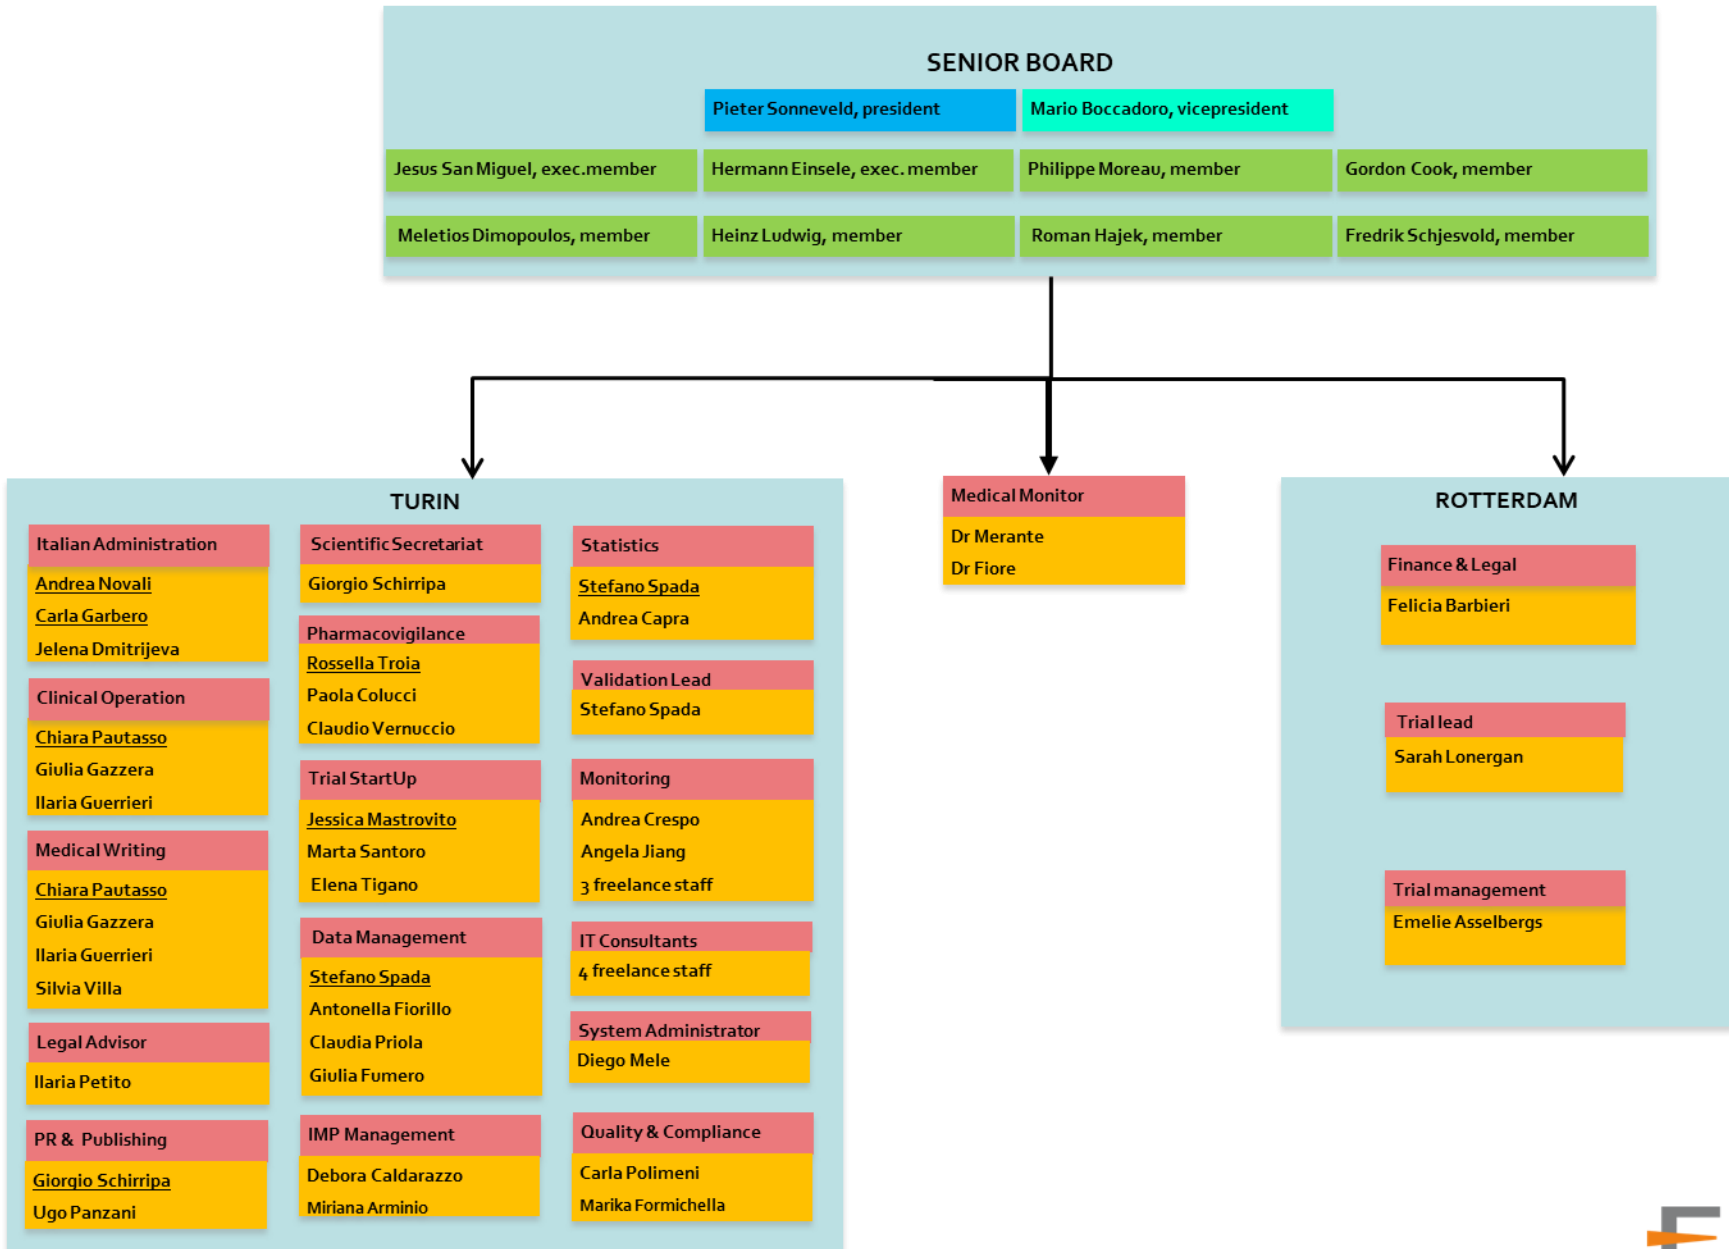 SENIOR BOARD
Pieter Sonneveld, president
Mario Boccadoro, vicepresident
Jesus San Miguel, exec.member
Hermann Einsele, exec. member
Philippe Moreau, member
Gordon Cook, member
Meletios Dimopoulos, member
Heinz Ludwig, member
Roman Hajek, member
Fredrik Schjesvold, member
TURIN
Italian Administration
Andrea Novali
Carla Garbero
Jelena Dmitrijeva
Clinical Operation
Chiara Pautasso
Giulia Gazzera
Ilaria Guerrieri
Medical Writing
Chiara Pautasso
Giulia Gazzera
Ilaria Guerrieri
Silvia Villa
Legal Advisor
Ilaria Petito
PR & Publishing
Giorgio Schirripa
Ugo Panzani
Scientific Secretariat
Giorgio Schirripa
Pharmacovigilance
Rossella Troia
Paola Colucci
Claudio Vernuccio
Trial StartUp
Jessica Mastrovito
Marta Santoro
Elena Tigano
Data Management
Stefano Spada
Antonella Fiorillo
Claudia Priola
Giulia Fumero
IMP Management
Debora Caldarazzo
Miriana Arminio
Statistics
Stefano Spada
Andrea Capra
Validation Lead
Stefano Spada
Monitoring
Andrea Crespo
Angela Jiang
3 freelance staff
IT Consultants
4 freelance staff
System Administrator
Diego Mele
Quality & Compliance
Carla Polimeni
Marika Formichella
Medical Monitor
Dr Merante
Dr Fiore
ROTTERDAM
Finance & Legal
Felicia Barbieri
Trial lead
Sarah Lonergan
Trial management
Emelie Asselbergs